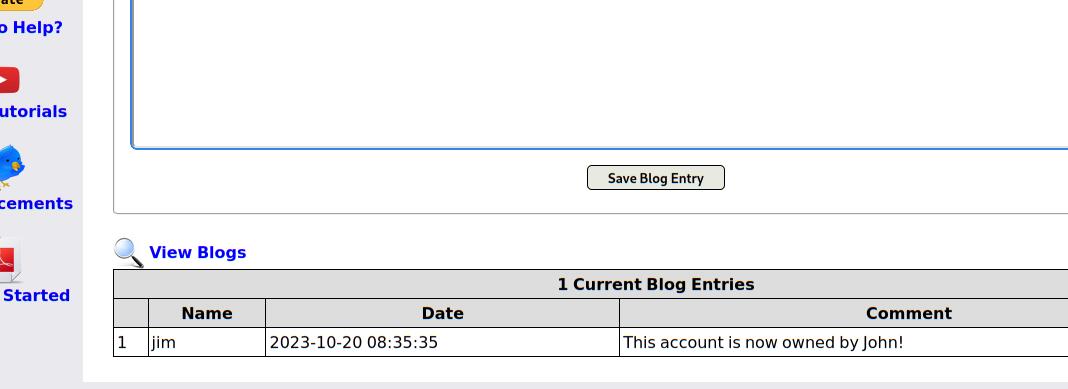 o Help?
utorials
cements
Started
Save Blog Entry
View Blogs
1 Current Blog Entries
Name Date Comment
1 jim 2023-10-20 08:35:35 This account is now owned by John!